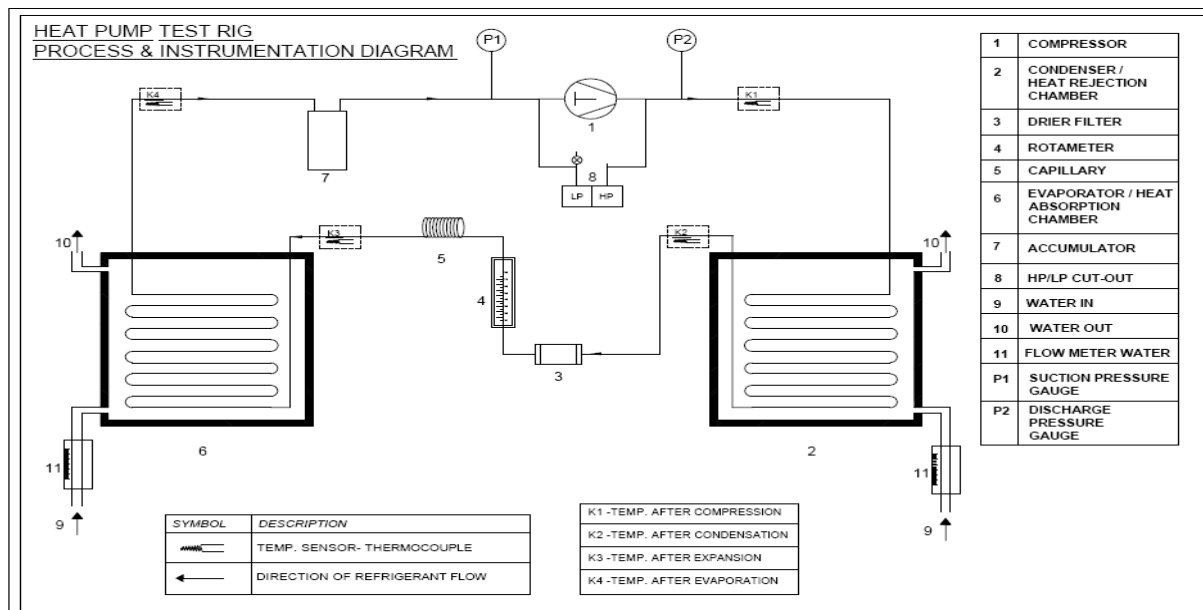 HEAT PUMP TEST RIG
PROCESS & INSTRUMENTATION DIAGRAM
P1
P2
K4
K1
1
7
8
LP
HP
10
K3
5
K2
10
4
3
11
6
2
11
9
9
1 COMPRESSOR
2 CONDENSER /
HEAT REJECTION
CHAMBER
3 DRIER FILTER
4 ROTAMETER
5 CAPILLARY
6 EVAPORATOR / HEAT
ABSORPTION
CHAMBER
7 ACCUMULATOR
8 HP/LP CUT-OUT
9 WATER IN
10 WATER OUT
11 FLOW METER WATER
P1 SUCTION PRESSURE
GAUGE
P2 DISCHARGE
PRESSURE
GAUGE
SYMBOL DESCRIPTION
TEMP. SENSOR- THERMOCOUPLE
DIRECTION OF REFRIGERANT FLOW
K1 -TEMP. AFTER COMPRESSION
K2 -TEMP. AFTER CONDENSATION
K3 -TEMP. AFTER EXPANSION
K4 -TEMP. AFTER EVAPORATION